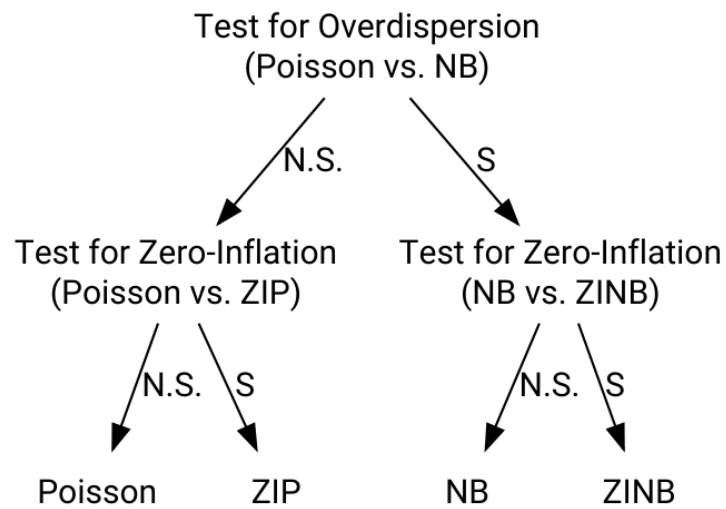 Test for Overdispersion
(Poisson vs. NB)
N.S.
S
Test for Zero-Inflation
(Poisson vs. ZIP)
Test for Zero-Inflation
(NB vs. ZINB)
N.S.
S
N.S.
S
Poisson
ZIP
NB
ZINB